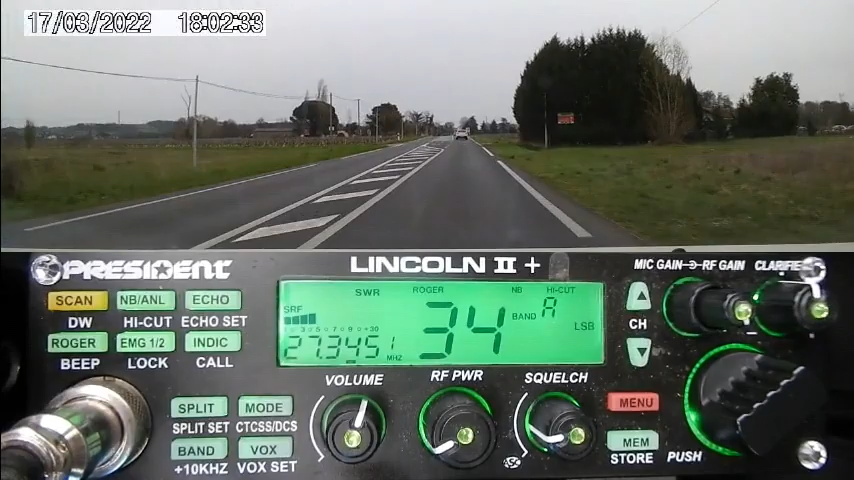 17/03/2022 18:02:33
PRESIDENT LINCOLN II +
MIC GAIN RF GAIN CLARIFIER
SCAN NB/ANL ECHO
DW HI-CUT ECHO SET
ROGER EMG 1/2 INDIC
BEEP LOCK CALL
SWR ROGER NB HI-CUT
SRF
BAND A
LSB
34
27.3451 MHZ
CH
VOLUME RF PWR SQUELCH
SPLIT MODE
SPLIT SET CTCSS/DCS
BAND VOX
+10KHZ VOX SET
ASC
MENU
MEM
STORE PUSH